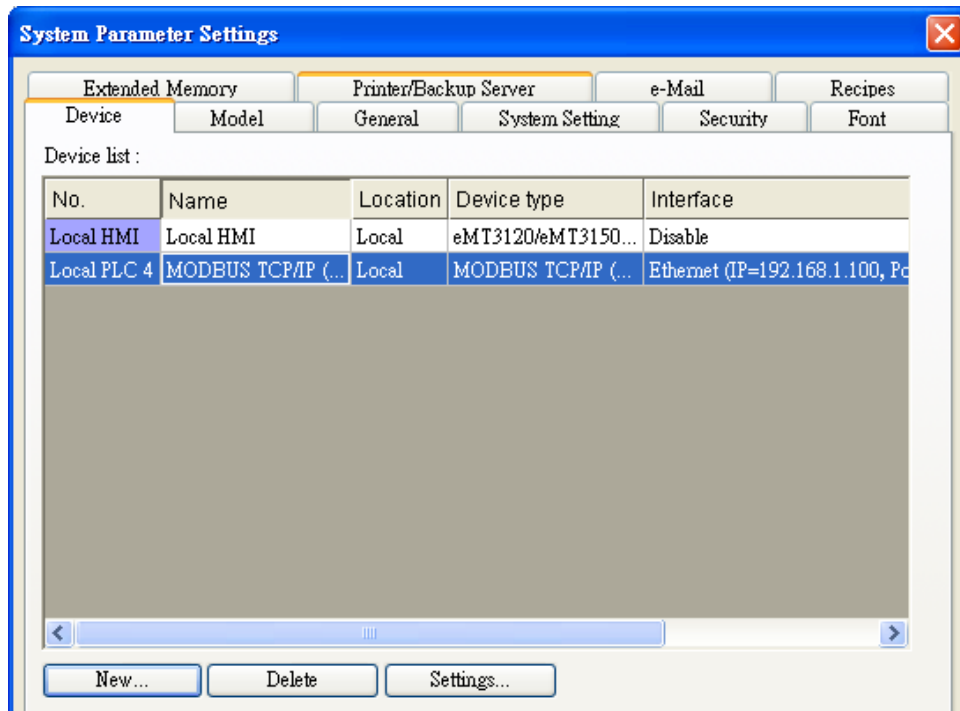 System Parameter Settings
Extended Memory Printer/Backup Server e-Mail Recipes
Device Model General System Setting Security Font
Device list :
No. Name Location Device type Interface
Local HMI Local HMI Local eMT3120/eMT3150... Disable
Local PLC 4 MODBUS TCP/IP (... Local MODBUS TCP/IP (... Ethernet (IP=192.168.1.100, Po
New... Delete Settings...